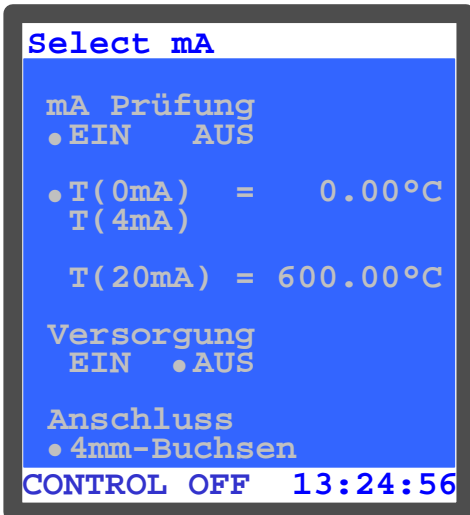 Select mA
mA Prüfung
●EIN AUS
●T(0mA) = 0.00°C
T(4mA)
T(20mA) = 600.00°C
Versorgung
EIN ●AUS
Anschluss
●4mm-Buchsen
CONTROL OFF 13:24:56